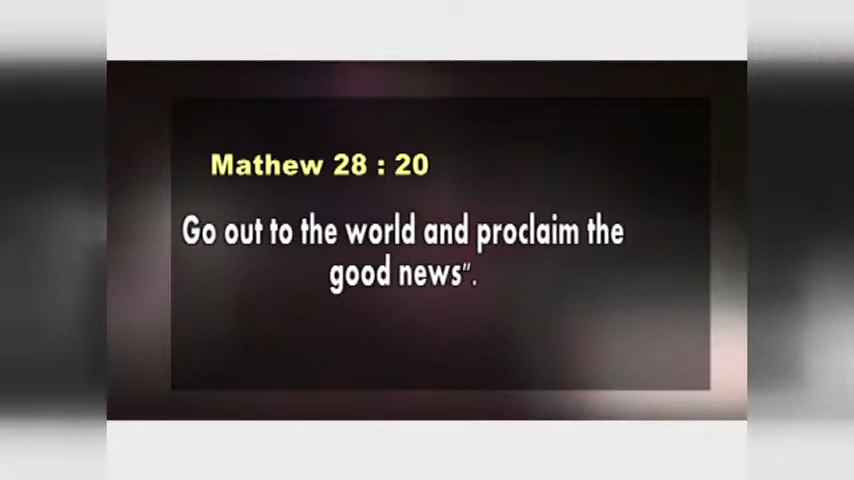 Mathew 28 : 20
Go out to the world and proclaim the
good news”.